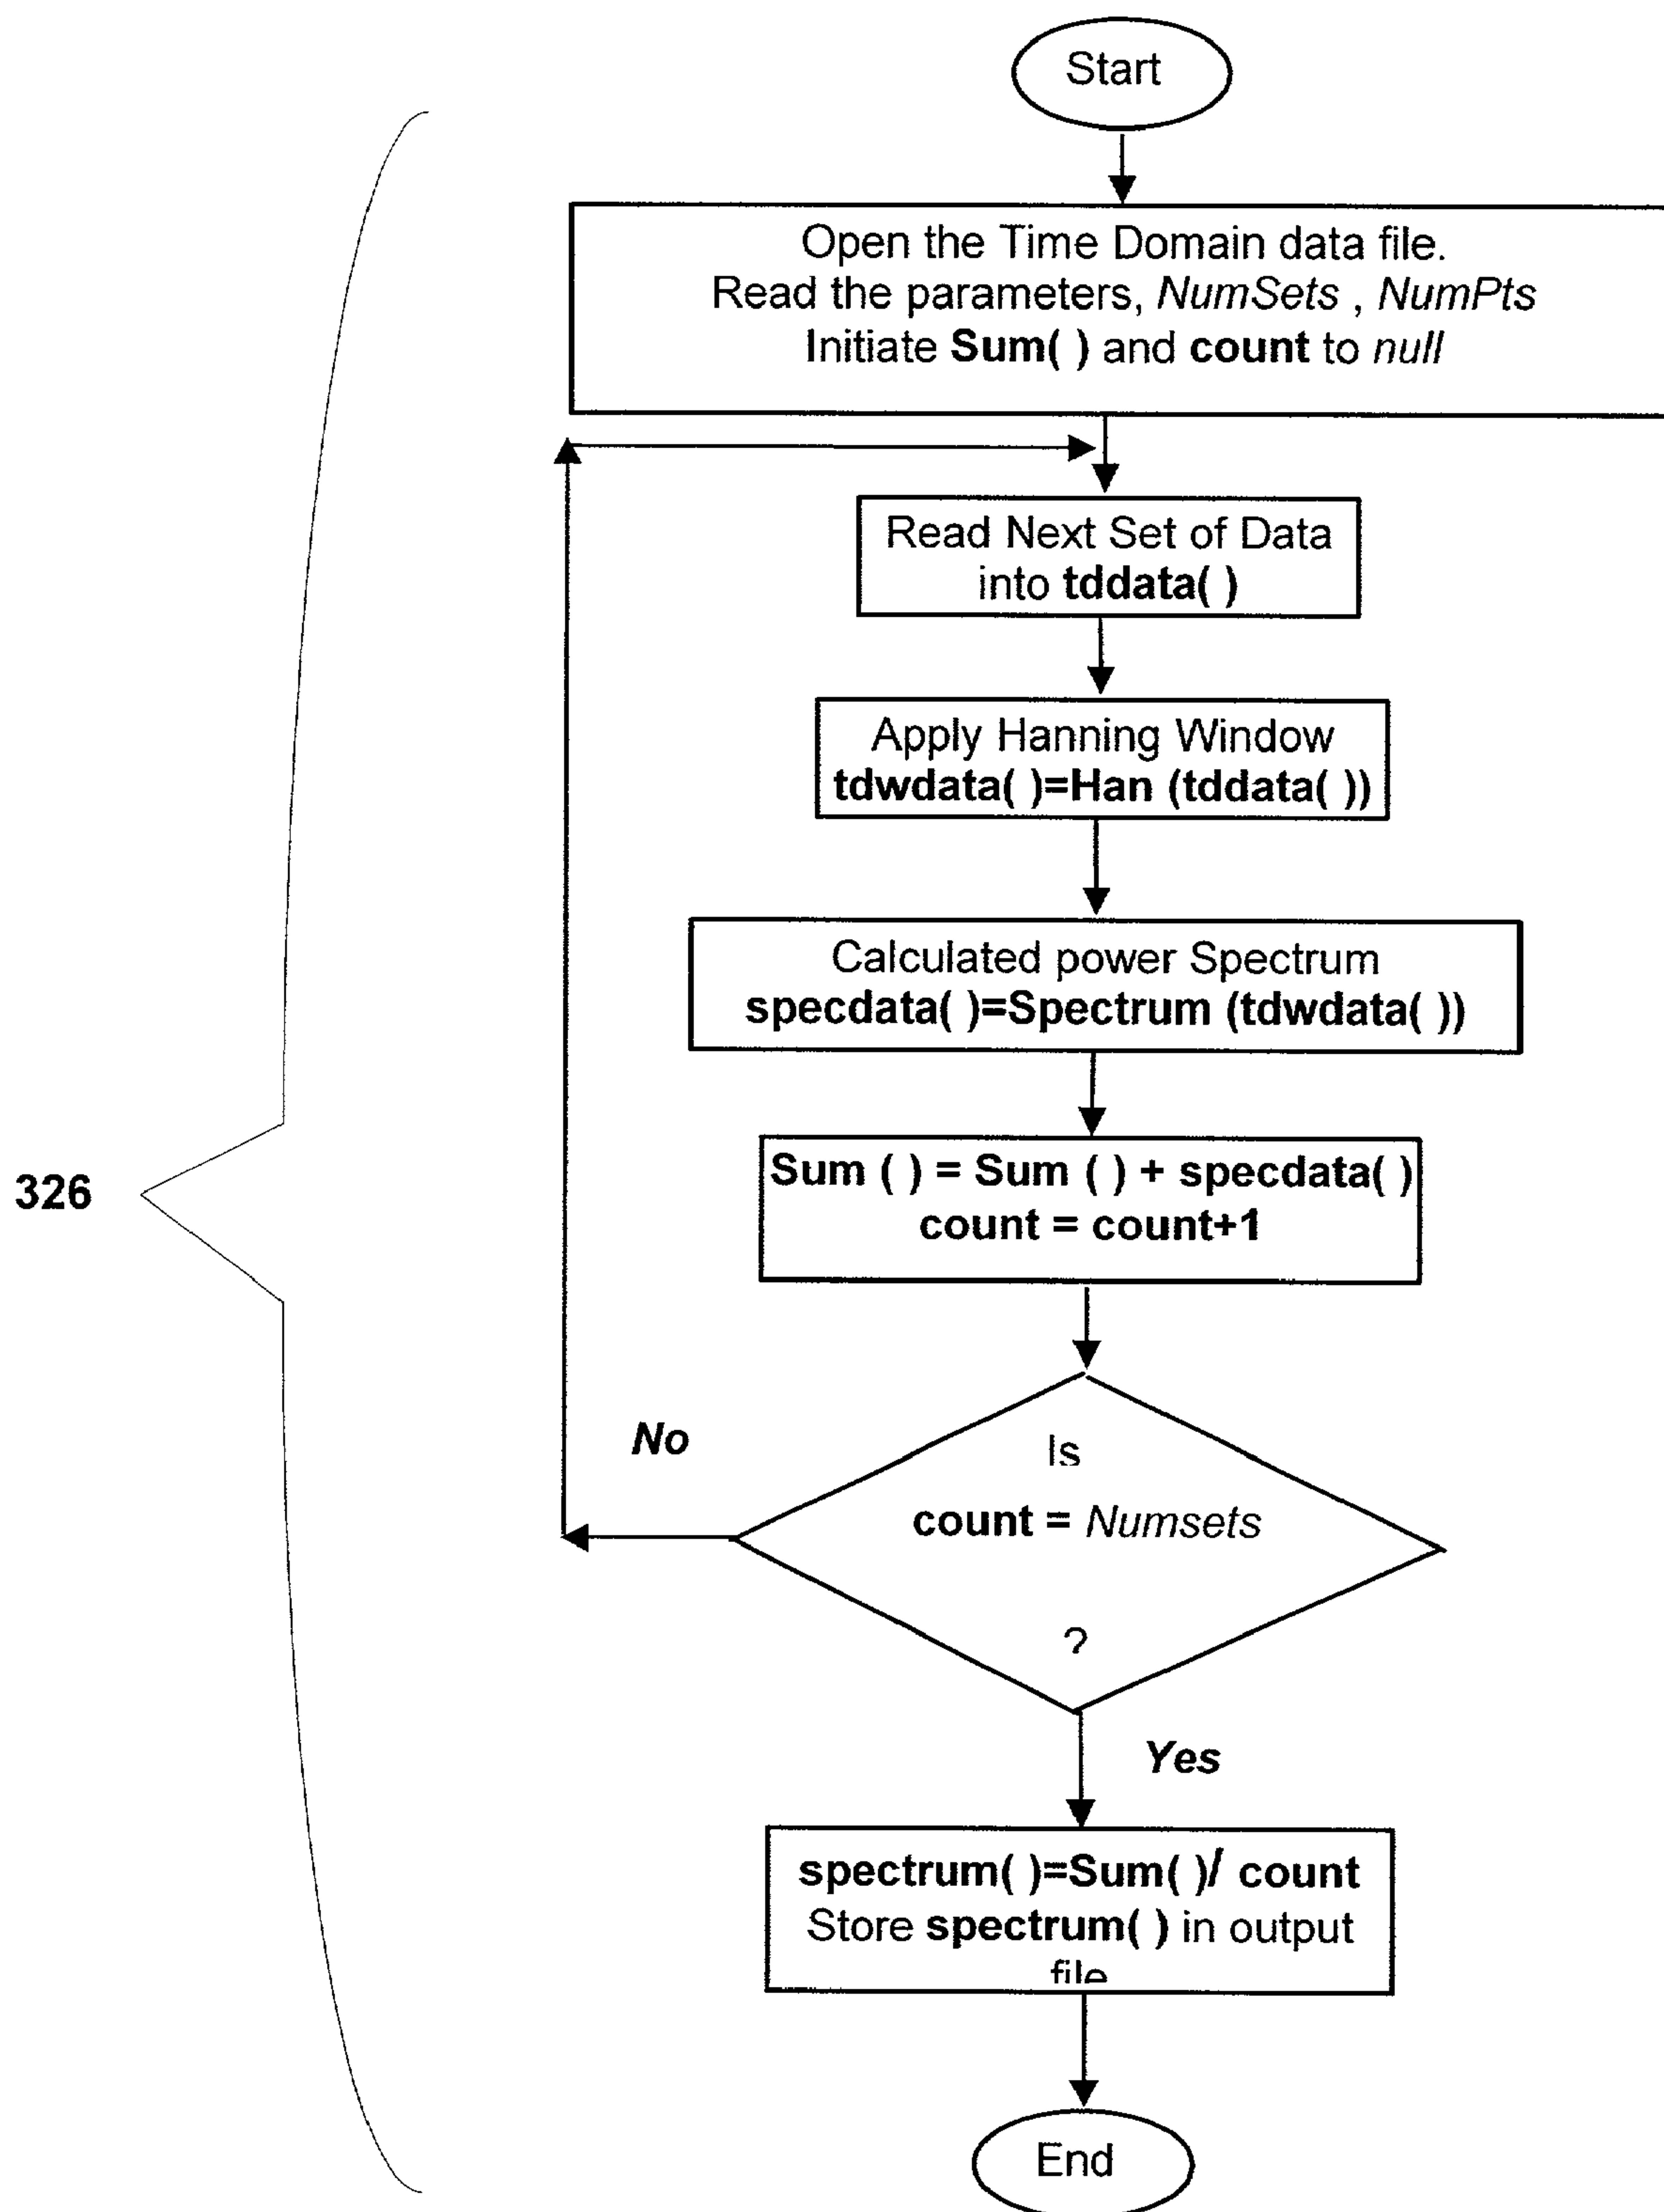 Start
Open the Time Domain data file.
Read the parameters, NumSets , NumPts
Initiate Sum( ) and count to null
Read Next Set of Data
into tddata( )
Apply Hanning Window
tdwdata( )=Han (tddata( ))
Calculated power Spectrum
specdata( )=Spectrum (tdwdata( ))
Sum ( ) = Sum ( ) + specdata( )
count = count+1
326
No
Is
count = Numsets
?
Yes
spectrum( )=Sum( )/ count
Store spectrum( ) in output
file
End